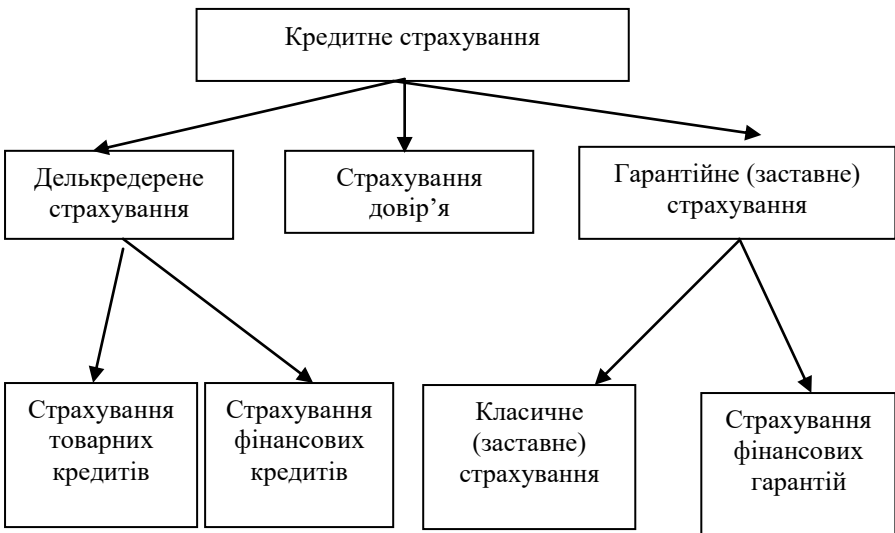 Кредитне страхування
Делькредерене
страхування
Страхування
довір’я
Гарантійне (заставне)
страхування
Страхування
товарних
кредитів
Страхування
фінансових
кредитів
Класичне
(заставне)
страхування
Страхування
фінансових
гарантій